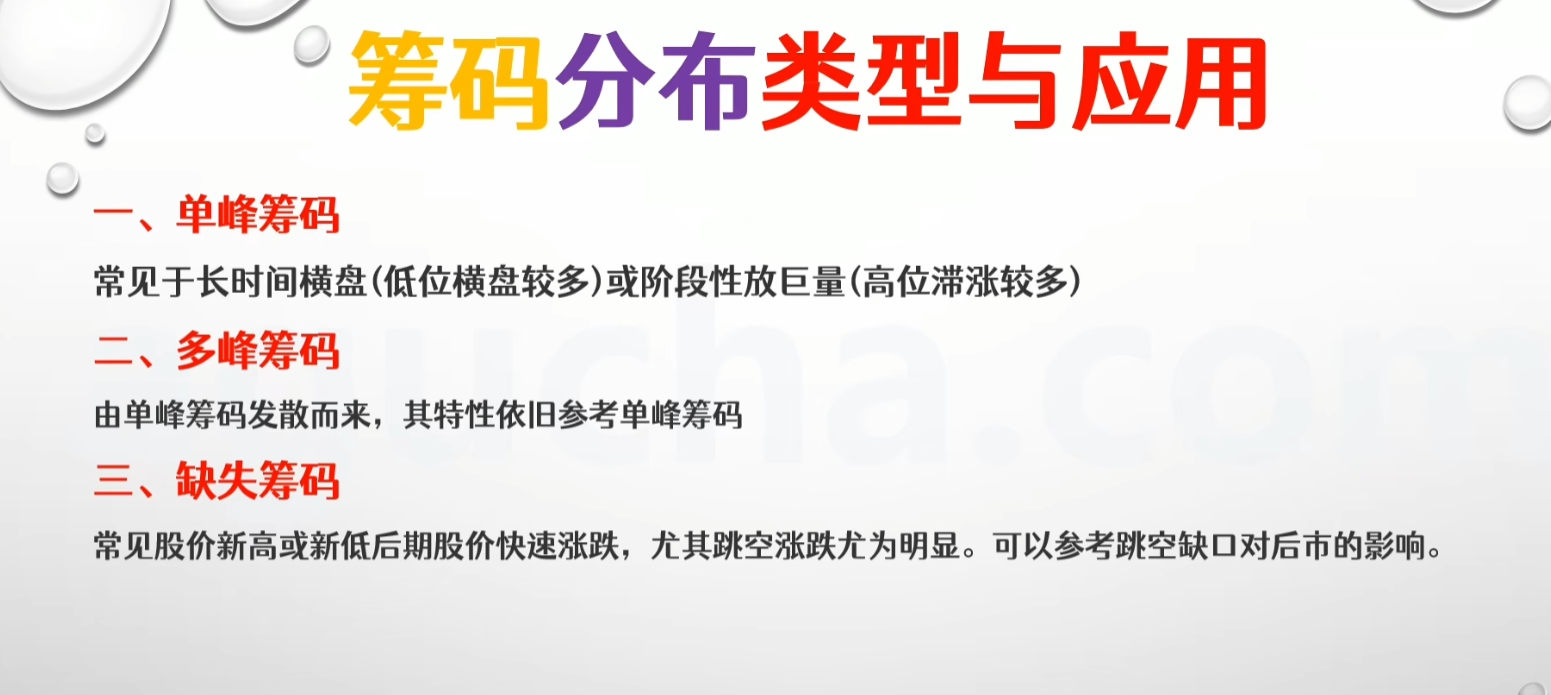 筹码分布类型与应用
一、单峰筹码
常见于长时间横盘(低位横盘较多)或阶段性放巨量(高位滞涨较多)
二、多峰筹码
由单峰筹码发散而来，其特性依旧参考单峰筹码
三、缺失筹码
常见股价新高或新低后期股价快速涨跌，尤其跳空涨跌尤为明显。可以参考跳空缺口对后市的影响。